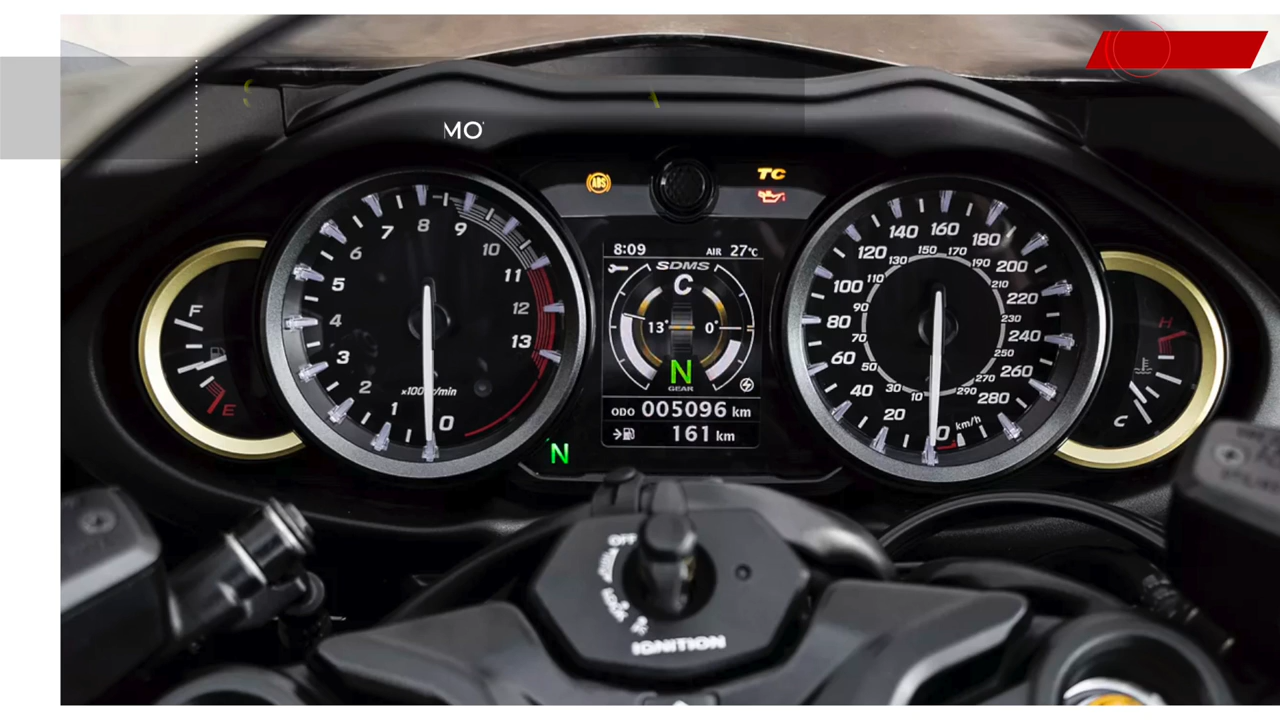 MO
ABS
TC
8:09 AIR 27°C
SDMS
C
13° 0°
N
GEAR
ODO 005096 km
161 km
N
F
E
0 1 2 3 4 5 6 7 8 9 10 11 12 13
r/min
0 20 40 60 80 100 120 140 160 180 200 220 240 260 280
10 30 50 70 90 110 130 150 170 190 210 230 250 270 290
km/h
H
C
OFF
IGNITION